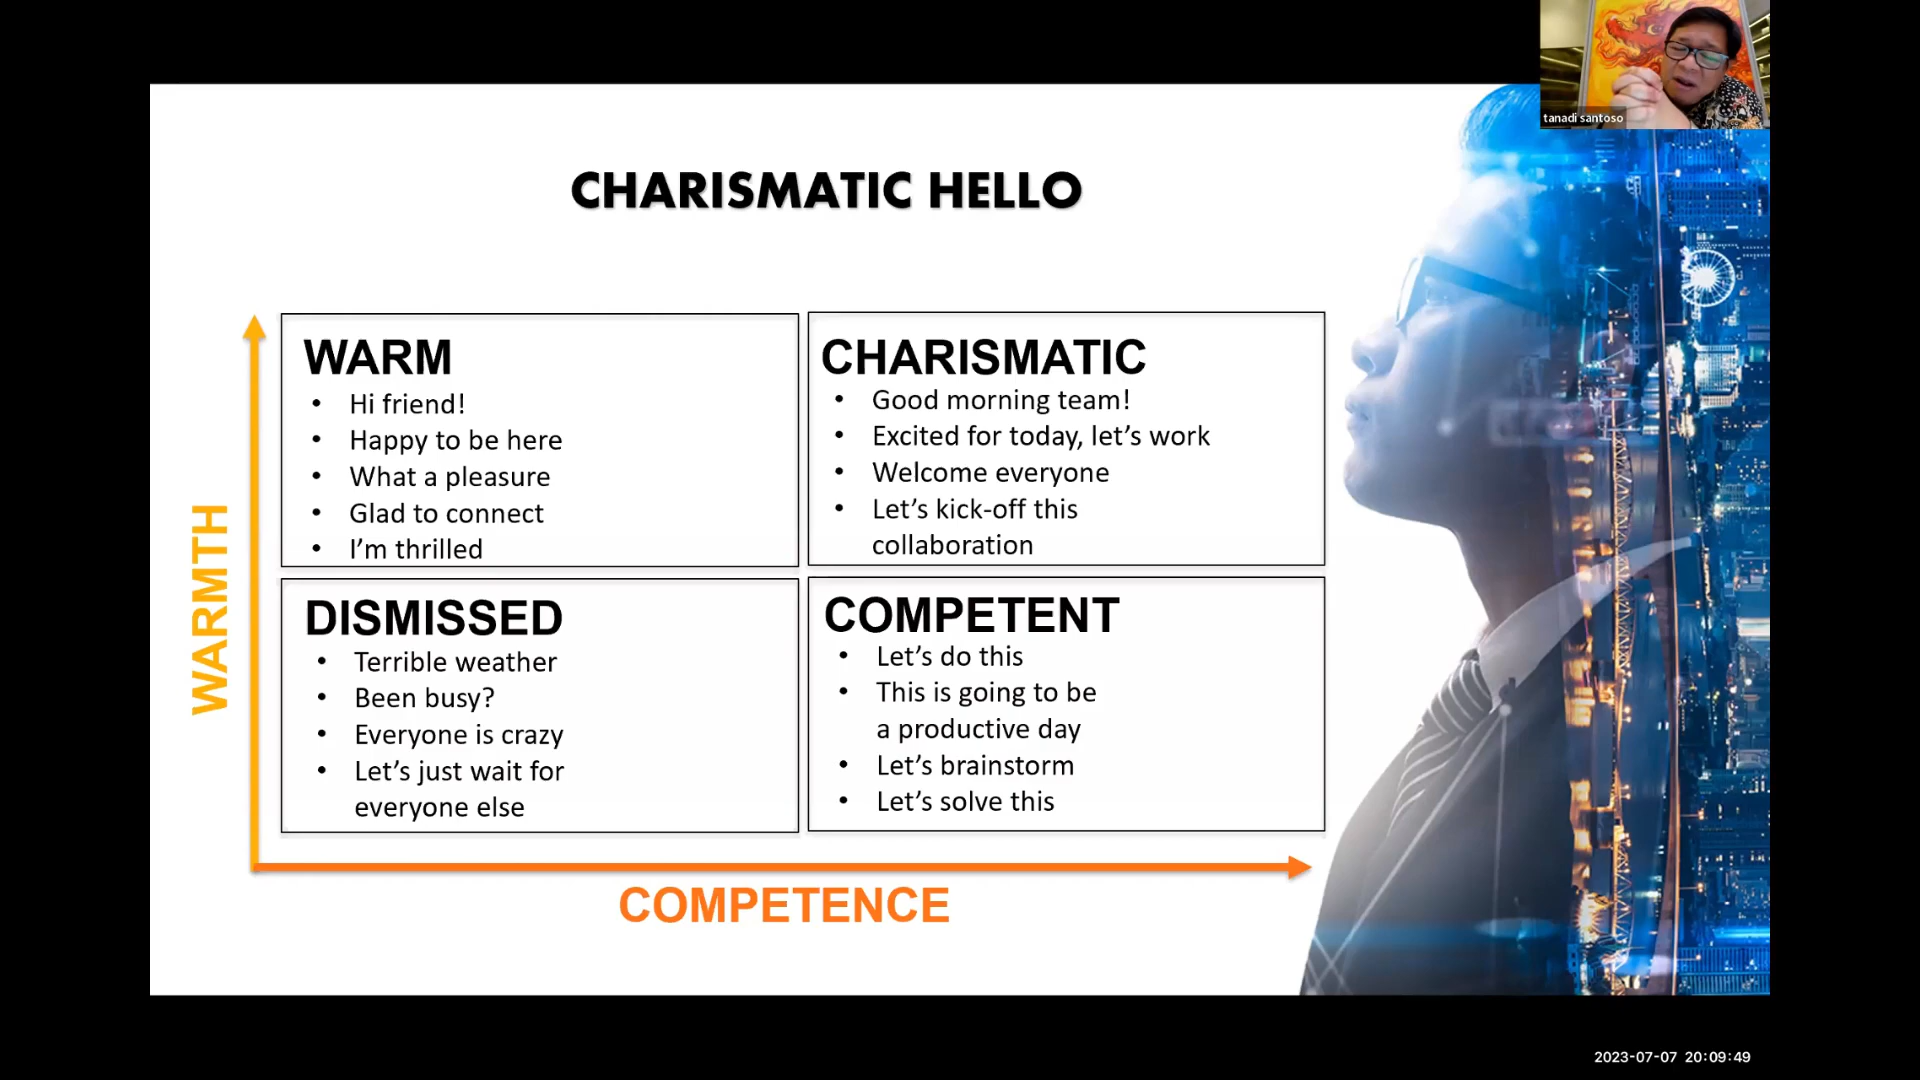 tanadi santoso
CHARISMATIC HELLO
WARMTH
WARM
• Hi friend!
• Happy to be here
• What a pleasure
• Glad to connect
• I’m thrilled
CHARISMATIC
• Good morning team!
• Excited for today, let’s work
• Welcome everyone
• Let’s kick-off this
collaboration
DISMISSED
• Terrible weather
• Been busy?
• Everyone is crazy
• Let’s just wait for
everyone else
COMPETENT
• Let’s do this
• This is going to be
a productive day
• Let’s brainstorm
• Let’s solve this
COMPETENCE
2023-07-07 20:09:49